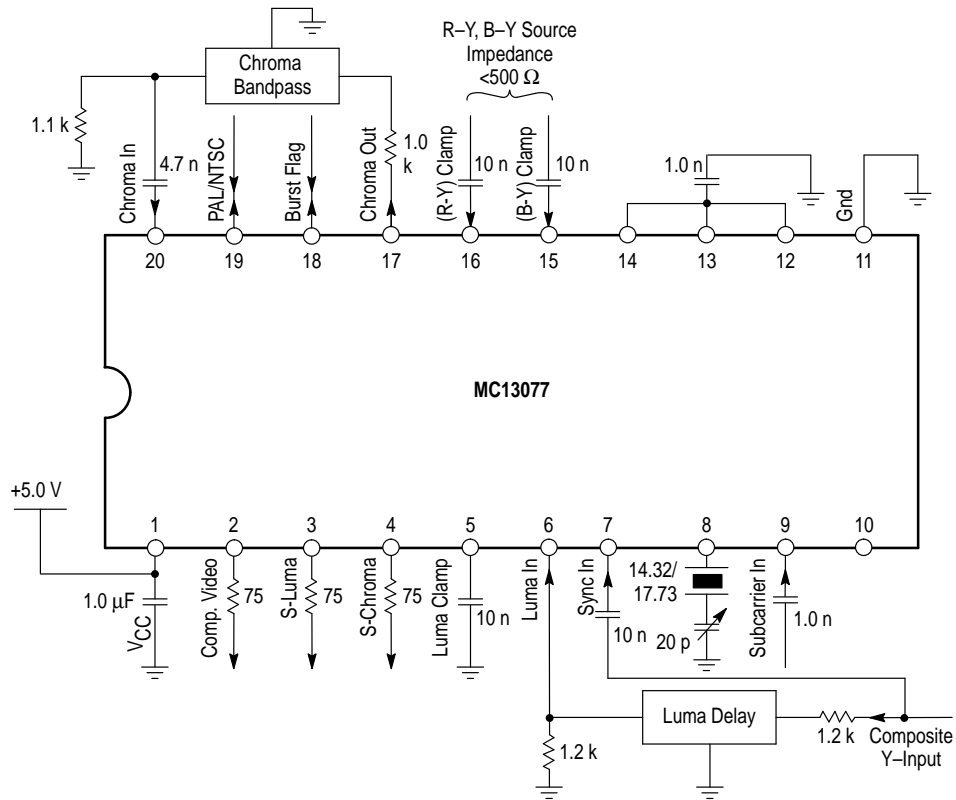 R–Y, B–Y Source
Impedance
<500 Ω
Chroma
Bandpass
1.1 k
Chroma In
4.7 n
PAL/NTSC
Burst Flag
Chroma Out
1.0
k
(R-Y) Clamp
10 n
(B-Y) Clamp
10 n
1.0 n
Gnd
20
19
18
17
16
15
14
13
12
11
MC13077
+5.0 V
1
2
3
4
5
6
7
8
9
10
1.0 µF
VCC
Comp. Video
75
S-Luma
75
S-Chroma
75
Luma Clamp
10 n
Luma In
Sync In
10 n
14.32/
17.73
20 p
Subcarrier In
1.0 n
1.2 k
Luma Delay
1.2 k
Composite
Y–Input